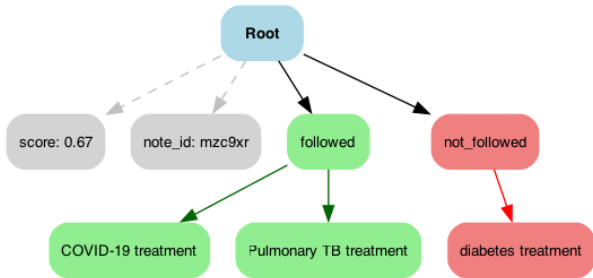 Root
score: 0.67
note_id: mzc9xr
followed
not_followed
COVID-19 treatment
Pulmonary TB treatment
diabetes treatment